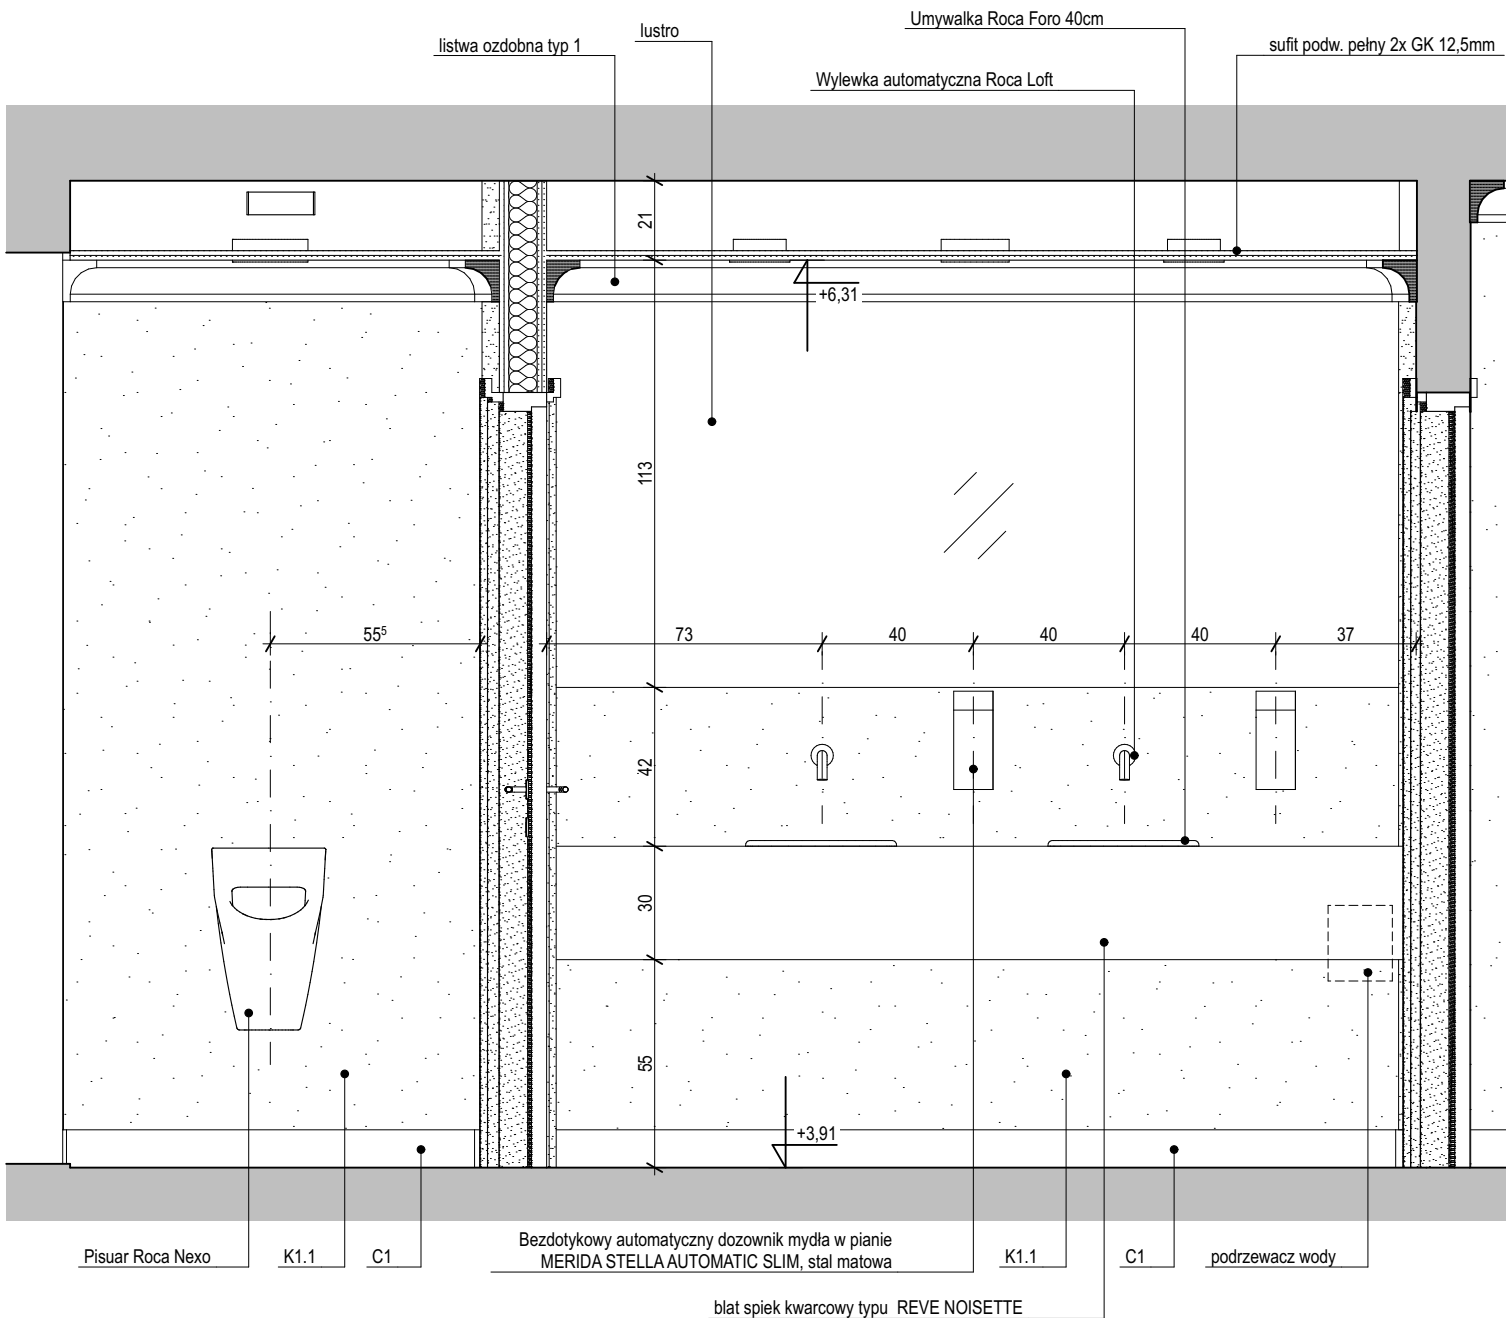 Umywalka Roca Foro 40cm
lustro
listwa ozdobna typ 1
sufit podw. pełny 2x GK 12,5mm
Wylewka automatyczna Roca Loft
21
+6,31
113
55⁵
73
40
40
40
37
42
30
55
+3,91
Pisuar Roca Nexo
K1.1
C1
Bezdotykowy automatyczny dozownik mydła w pianie
MERIDA STELLA AUTOMATIC SLIM, stal matowa
K1.1
C1
podrzewacz wody
blat spiek kwarcowy typu REVE NOISETTE